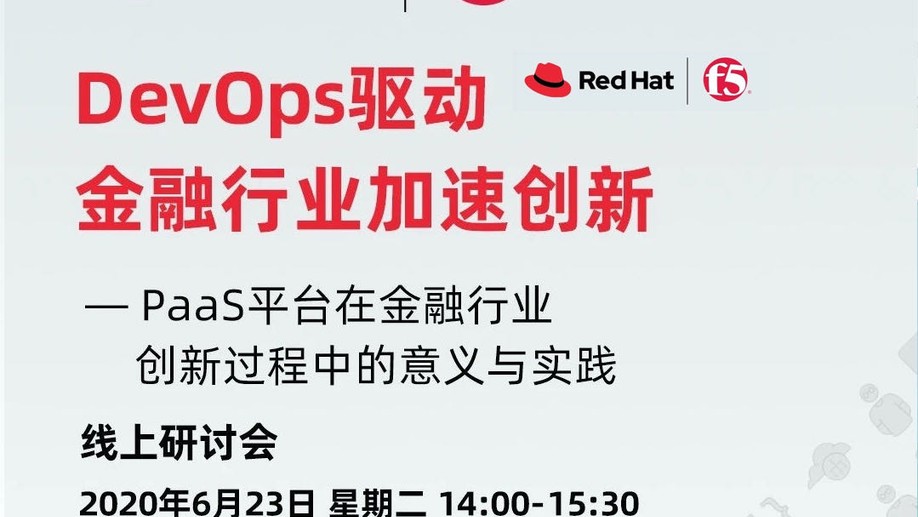 DevOps驱动
Red Hat f5
金融行业加速创新
— PaaS平台在金融行业
创新过程中的意义与实践
线上研讨会
2020年6月23日 星期二 14:00-15:30